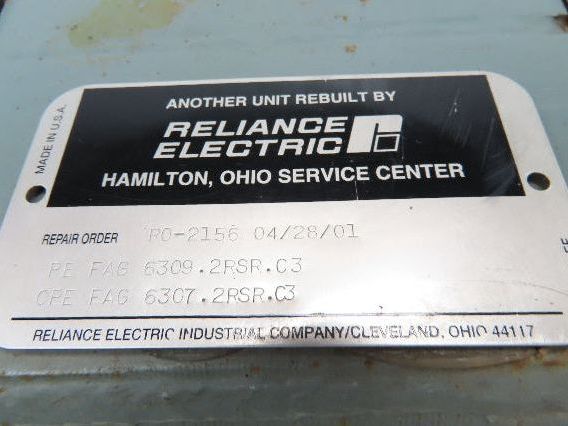 MADE IN U.S.A.
ANOTHER UNIT REBUILT BY
RELIANCE
ELECTRIC
HAMILTON, OHIO SERVICE CENTER
REPAIR ORDER RO-2156 04/28/01
PE FAG 6309.2RSR.C3
OPE FAG 6307.2RSR.C3
RELIANCE ELECTRIC INDUSTRIAL COMPANY/CLEVELAND, OHIO 44117